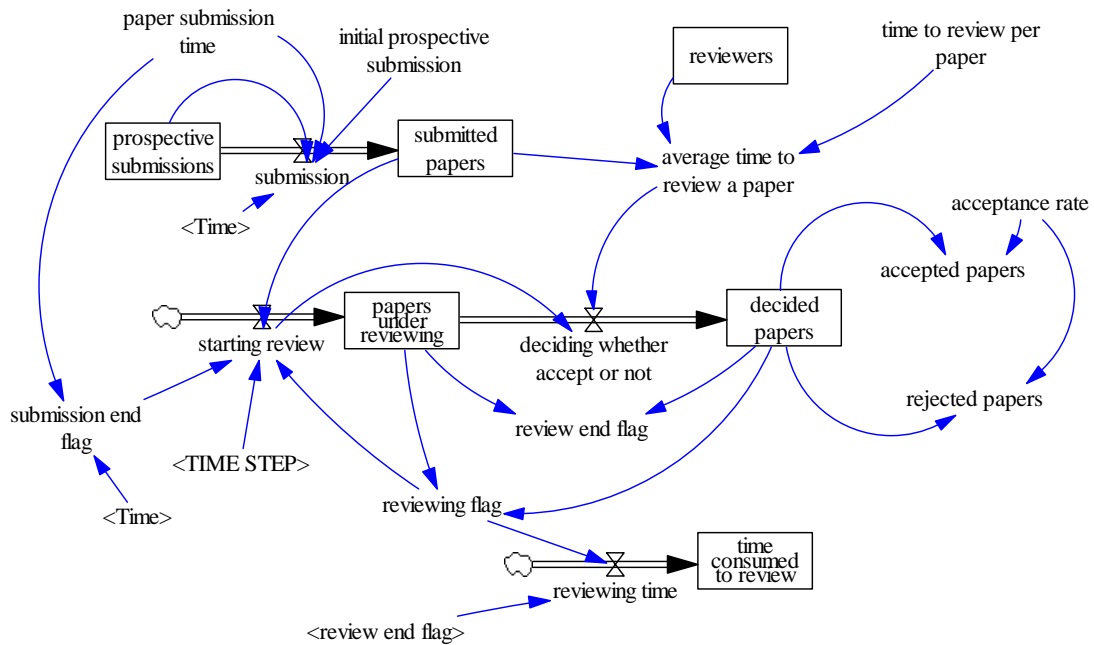 paper submission
time
initial prospective
submission
reviewers
time to review per
paper
prospective
submissions
submitted
papers
submission
average time to
review a paper
<Time>
acceptance rate
accepted papers
papers
under
reviewing
decided
papers
starting review
deciding whether
accept or not
submission end
flag
review end flag
rejected papers
<TIME STEP>
reviewing flag
<Time>
time
consumed
to review
reviewing time
<review end flag>